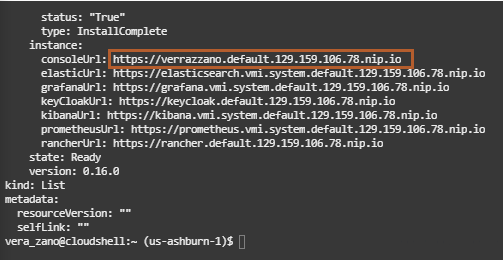 status: "True"
type: InstallComplete
instance:
consoleUrl: https://verrazzano.default.129.159.106.78.nip.io
elasticUrl: https://elasticsearch.vmi.system.default.129.159.106.78.nip.io
grafanaUrl: https://grafana.vmi.system.default.129.159.106.78.nip.io
keyCloakUrl: https://keycloak.default.129.159.106.78.nip.io
kibanaUrl: https://kibana.vmi.system.default.129.159.106.78.nip.io
prometheusUrl: https://prometheus.vmi.system.default.129.159.106.78.nip.io
rancherUrl: https://rancher.default.129.159.106.78.nip.io
state: Ready
version: 0.16.0
kind: List
metadata:
resourceVersion: ""
selfLink: ""
vera_zano@cloudshell:~ (us-ashburn-1)$